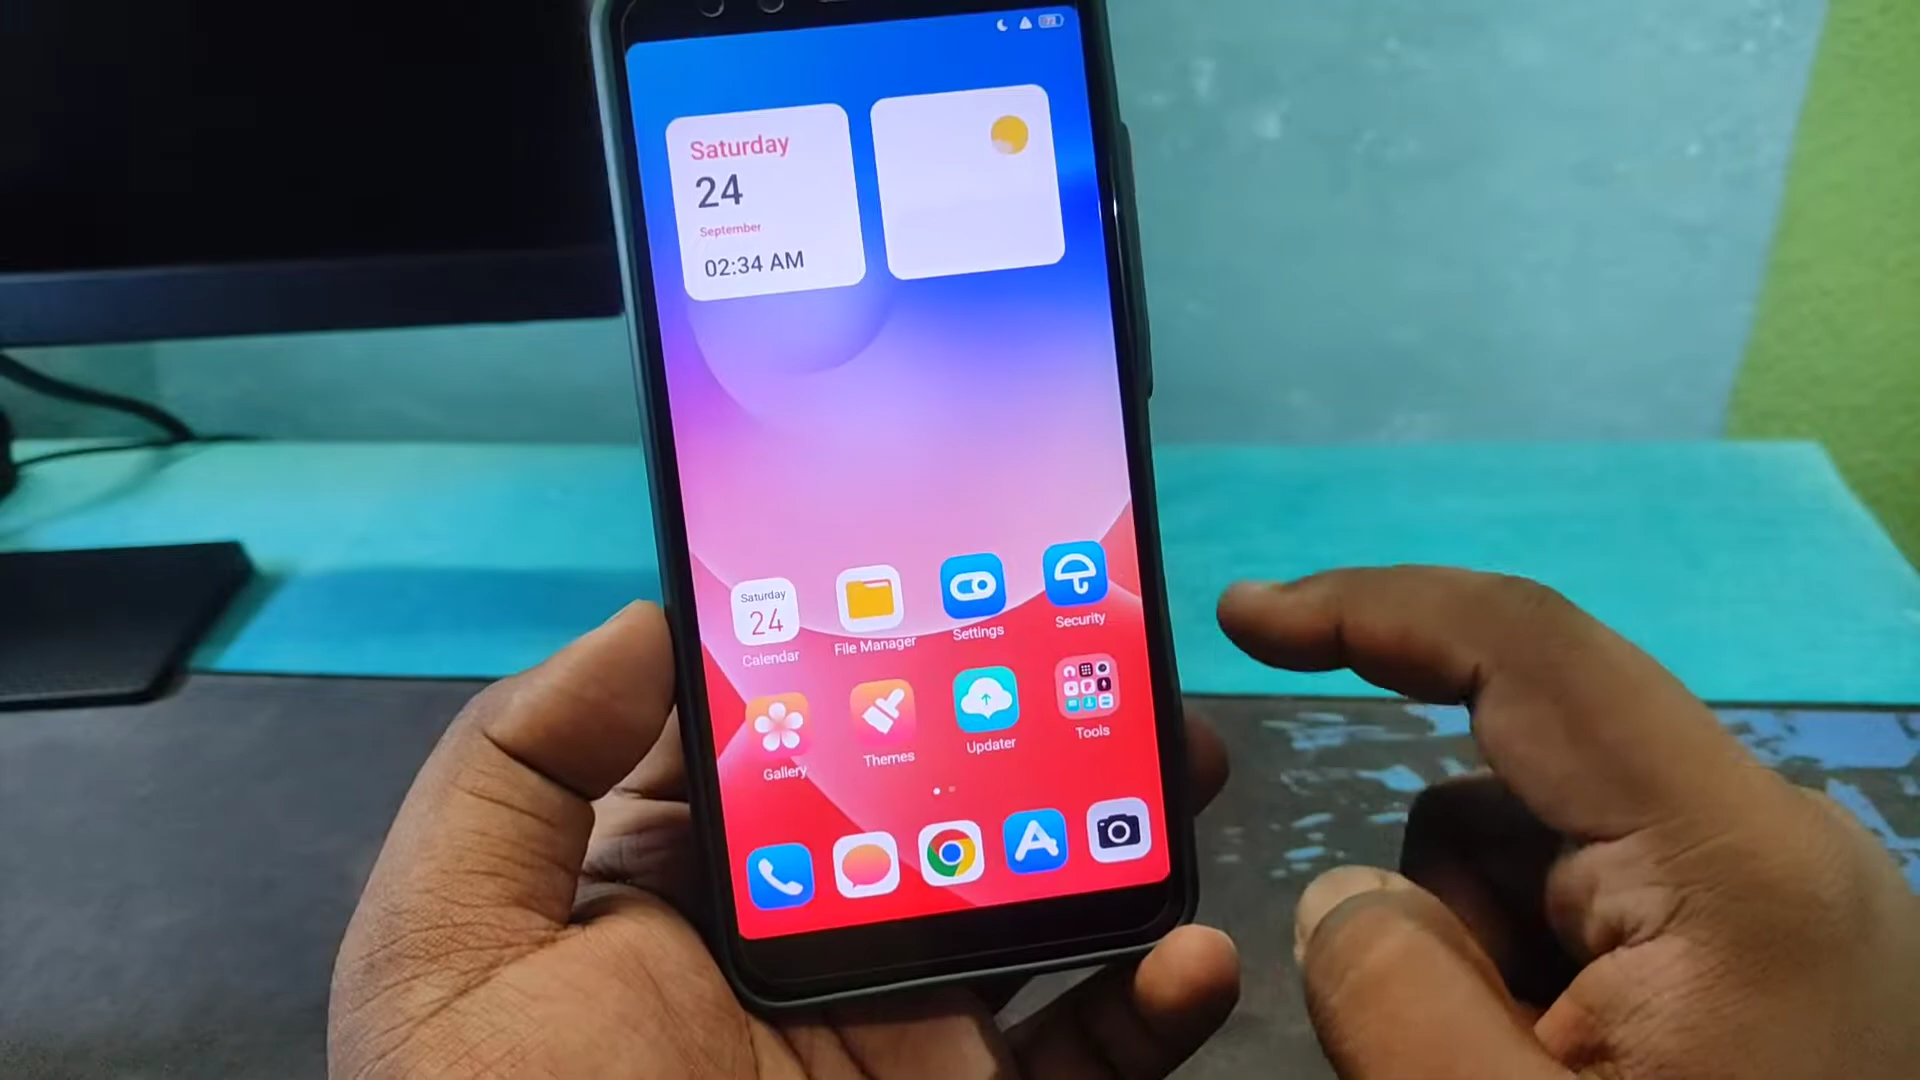 Saturday
24
September
02:34 AM
Saturday
24
Calendar
File Manager
Settings
Security
Gallery
Themes
Updater
Tools